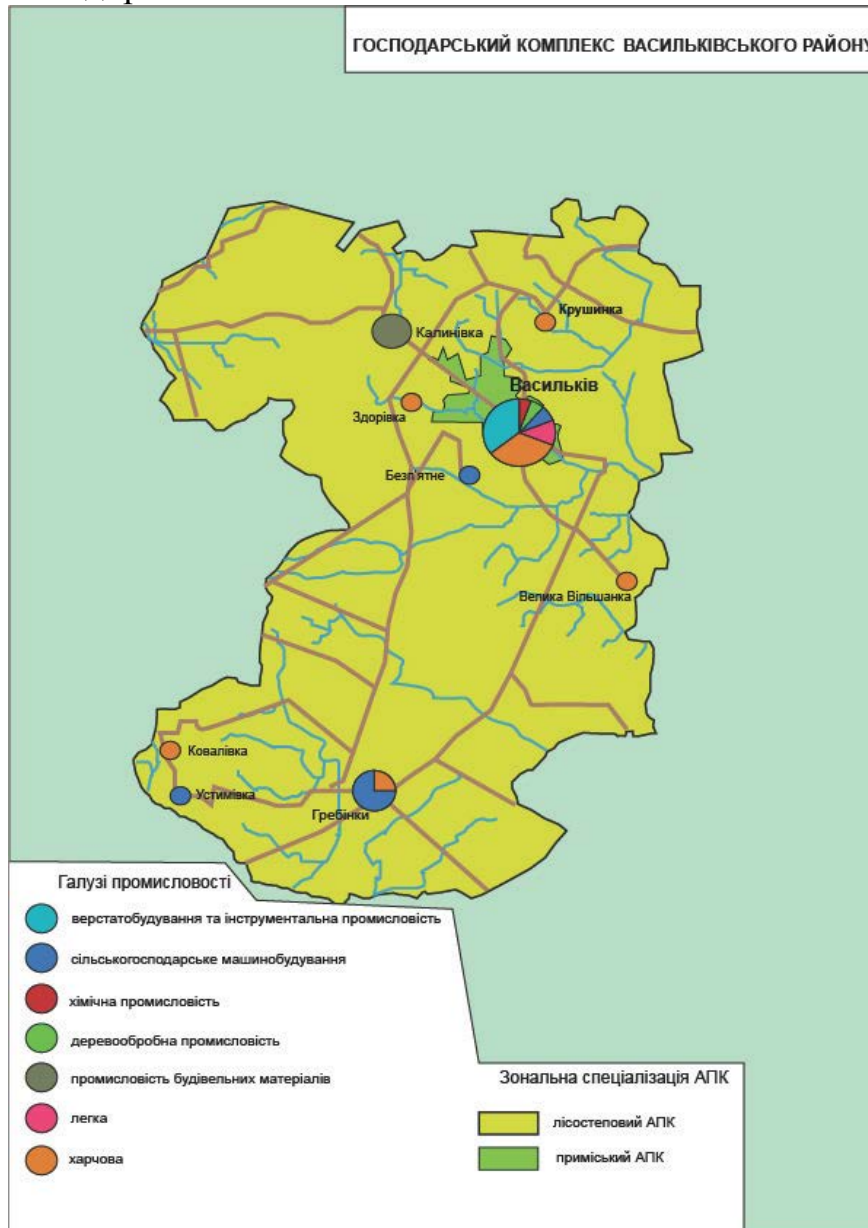 ГОСПОДАРСЬКИЙ КОМПЛЕКС ВАСИЛЬКІВСЬКОГО РАЙОНУ
Крушинка
Калинівка
Васильків
Здорівка
Безп'ятне
Велика Вільшанка
Ковалівка
Устимівка
Гребінки
Галузі промисловості
верстатобудування та інструментальна промисловість
сільськогосподарське машинобудування
хімічна промисловість
деревообробна промисловість
промисловість будівельних матеріалів
легка
харчова
Зональна спеціалізація АПК
лісостеповий АПК
приміський АПК